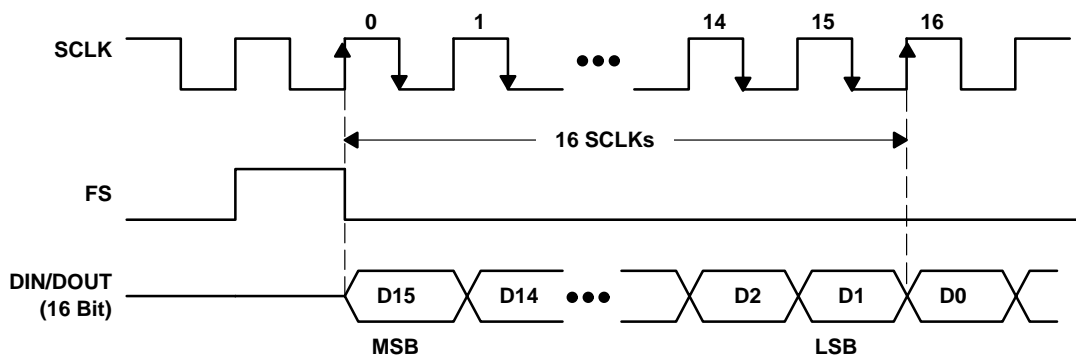 0 1 14 15 16
SCLK
16 SCLKs
FS
DIN/DOUT
(16 Bit)
D15 D14 D2 D1 D0
MSB LSB